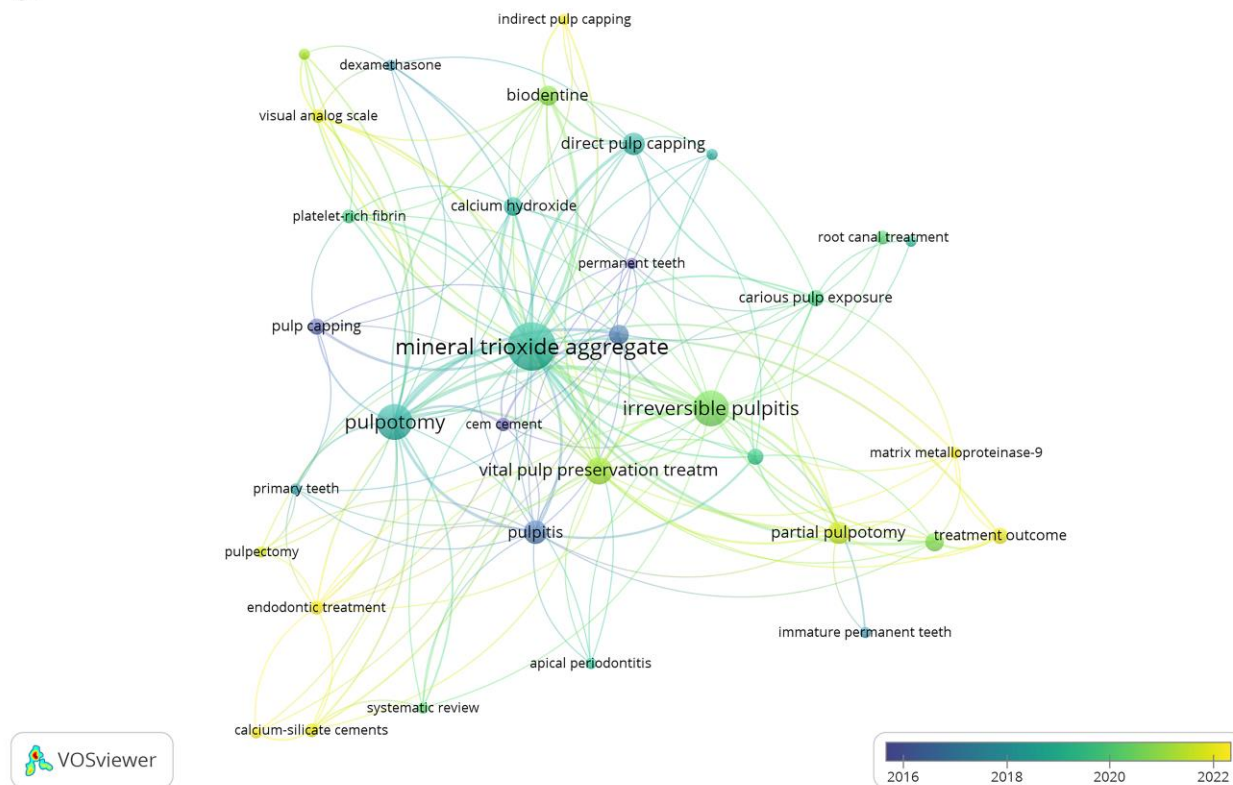 indirect pulp capping
dexamethasone
biodentine
visual analog scale
direct pulp capping
calcium hydroxide
platelet-rich fibrin
root canal treatment
permanent teeth
carious pulp exposure
pulp capping
mineral trioxide aggregate
irreversible pulpitis
pulpotomy
cem cement
matrix metalloproteinase-9
vital pulp preservation treatm
primary teeth
pulpitis
partial pulpotomy
treatment outcome
pulpectomy
endodontic treatment
immature permanent teeth
apical periodontitis
systematic review
calcium-silicate cements
VOSviewer
2016 2018 2020 2022